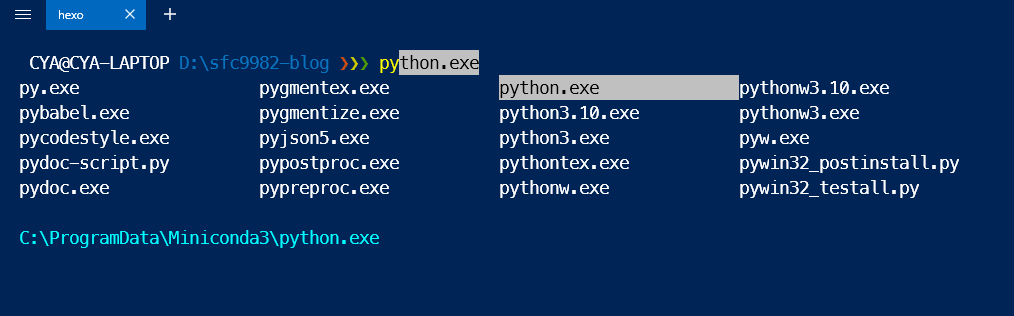 hexo
CYA@CYA-LAPTOP D:\sfc9982-blog ❯❯❯ python.exe
py.exe pygmentex.exe python.exe pythonw3.10.exe
pybabel.exe pygmentize.exe python3.10.exe pythonw3.exe
pycodestyle.exe pyjson5.exe python3.exe pyw.exe
pydoc-script.py pypostproc.exe pythontex.exe pywin32_postinstall.py
pydoc.exe pypreproc.exe pythonw.exe pywin32_testall.py
C:\ProgramData\Miniconda3\python.exe